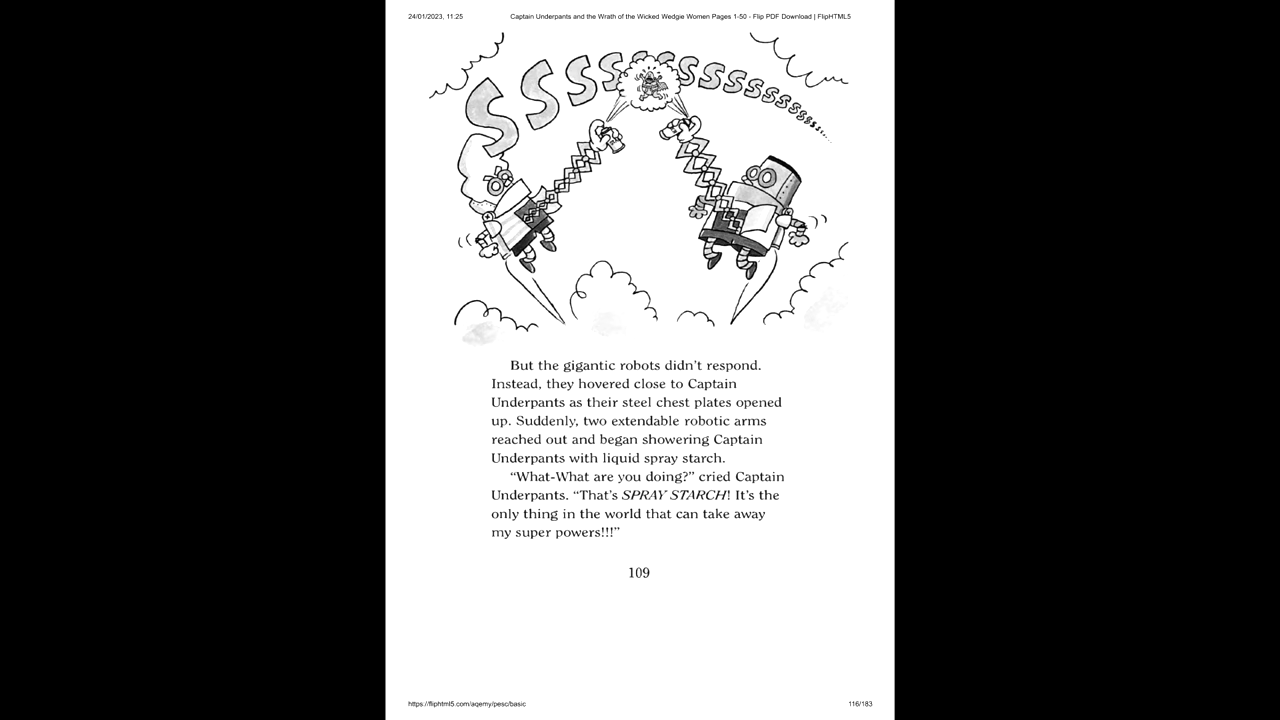 24/01/2023, 11:25 Captain Underpants and the Wrath of the Wicked Wedgie Women Pages 1-50 - Flip PDF Download | FlipHTML5
S S S S S S S S S S S S S S S S S S
But the gigantic robots didn't respond.
Instead, they hovered close to Captain
Underpants as their steel chest plates opened
up. Suddenly, two extendable robotic arms
reached out and began showering Captain
Underpants with liquid spray starch.
“What-What are you doing?” cried Captain
Underpants. “That's SPRAY STARCH! It's the
only thing in the world that can take away
my super powers!!!”
109
https://fliphtml5.com/aqemy/pesc/basic 116/183